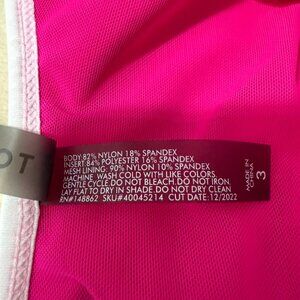 OT
BODY:82% NYLON 18% SPANDEX
INSERT:84% POLYESTER 16% SPANDEX
MESH LINING: 90% NYLON 10% SPANDEX
MACHINE WASH COLD WITH LIKE COLORS.
GENTLE CYCLE.DO NOT BLEACH.DO NOT IRON.
LAY FLAT TO DRY IN SHADE.DO NOT DRY CLEAN
RN#148862 SKU#40045214 CUT DATE:12/2022
MADE IN
CHINA
3